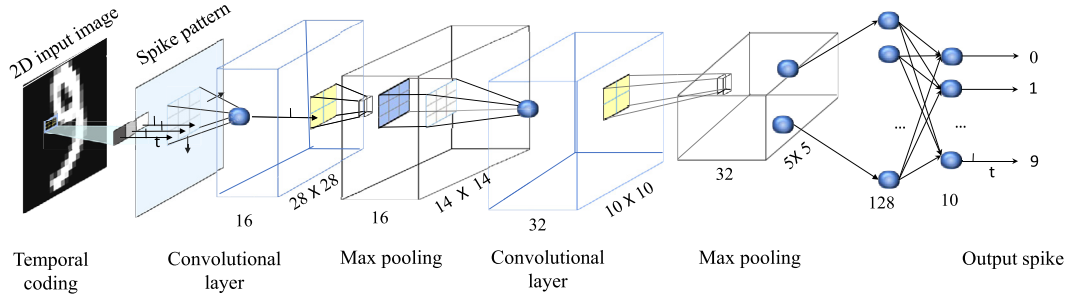 2D input image
Spike pattern
t
16
28 X 28
16
14 X 14
32
10 X 10
32
5X 5
...
128
...
10
0
1
9
t
Temporal
coding
Convolutional
layer
Max pooling
Convolutional
layer
Max pooling
Output spike